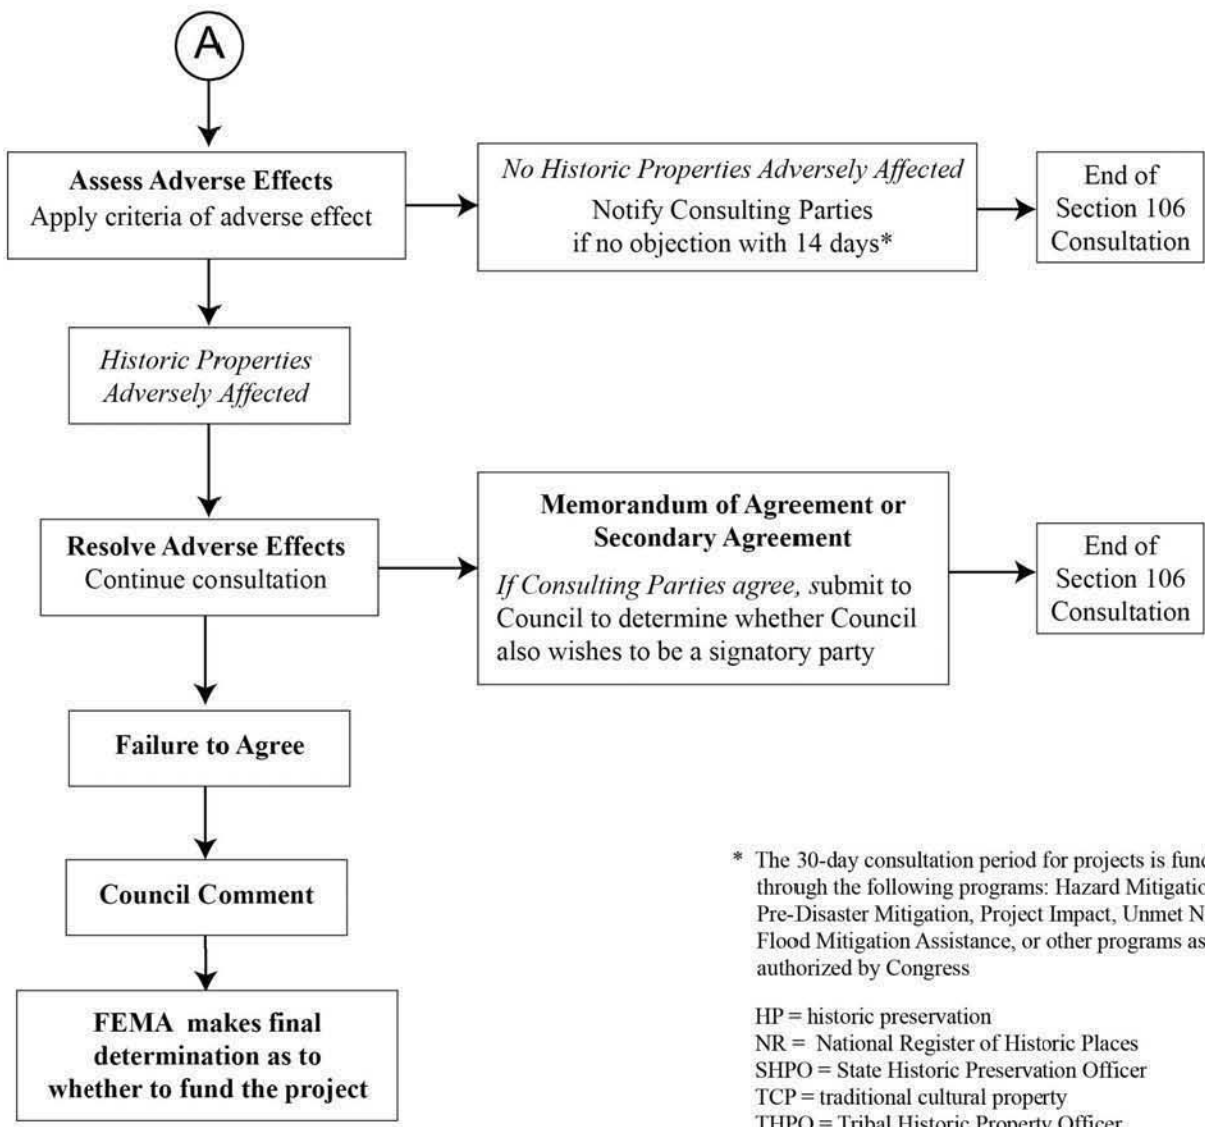 A
Assess Adverse Effects
Apply criteria of adverse effect
No Historic Properties Adversely Affected
Notify Consulting Parties
if no objection with 14 days*
End of
Section 106
Consultation
Historic Properties
Adversely Affected
Resolve Adverse Effects
Continue consultation
Memorandum of Agreement or
Secondary Agreement
If Consulting Parties agree, submit to
Council to determine whether Council
also wishes to be a signatory party
End of
Section 106
Consultation
Failure to Agree
Council Comment
FEMA makes final
determination as to
whether to fund the project
* The 30-day consultation period for projects is
through the following programs: Hazard
Pre-Disaster Mitigation, Project Impact, Unmet
Flood Mitigation Assistance, or other programs as
authorized by Congress
HP = historic preservation
NR = National Register of Historic Places
SHPO = State Historic Preservation Officer
TCP = traditional cultural property
THPO = Tribal Historic Property Officer